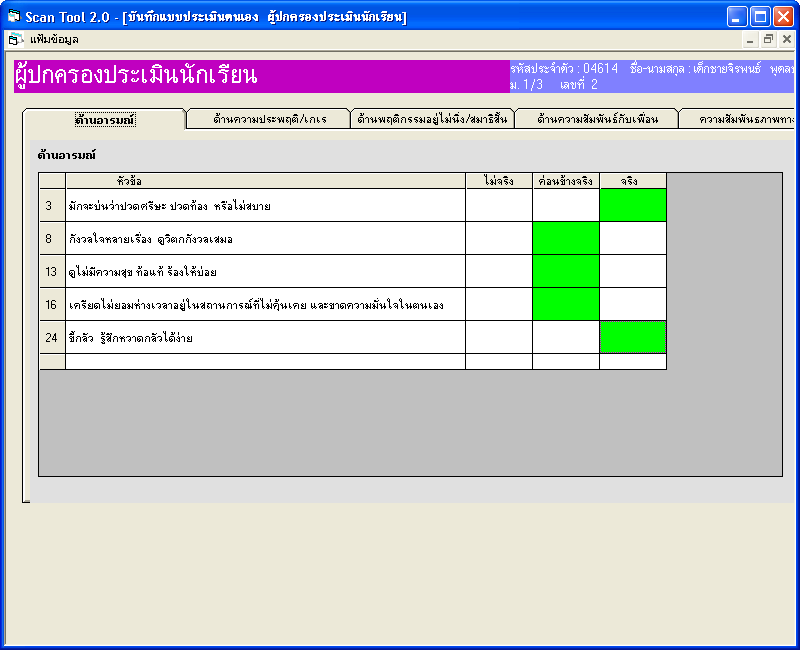 Scan Tool 2.0 - [บันทึกแบบประเมินตนเอง ผู้ปกครองประเมินนักเรียน]
แฟ้มข้อมูล
ผู้ปกครองประเมินนักเรียน
รหัสประจำตัว : 04614 ชื่อ-นามสกุล : เด็กชายจิรพนธ์
ม. 1/3 เลขที่ 2
ด้านอารมณ์ ด้านความประพฤติ/เกเร ด้านพฤติกรรมอยู่ไม่นิ่ง/สมาธิสั้น ด้านความสัมพันธ์กับเพื่อน ความสัมพันธภาพทาง
ด้านอารมณ์
หัวข้อ ไม่จริง ค่อนข้างจริง จริง
3 มักจะบ่นว่าปวดศรีษะ ปวดท้อง หรือไม่สบาย
8 กังวลใจหลายเรื่อง ดูวิตกกังวลเสมอ
13 ดูไม่มีความสุข ท้อแท้ ร้องไห้บ่อย
16 เครียดไม่ยอมห่างเวลาอยู่ในสถานการณ์ที่ไม่คุ้นเคย และขาดความมั่นใจในตนเอง
24 ขี้กลัว รู้สึกหวาดกลัวได้ง่าย